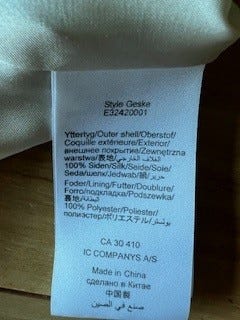 Style Geske
E32420001
Yttertyg/Outer shell/Oberstof/
Coquille extérieure/Exterior/
внешнее покрытие/Zewnętrzna
warstwa/表地/الغلاف الخارجي/
100% Siden/Silk/Seide/Soie/
Seda/шелк/Jedwab/絹/حرير
Foder/Lining/Futter/Doublure/
Forro/подкладка/Podszewka/
裏地/البطانة
100% Polyester/Poliester/
полиэстер/ポリエステル/بوليستر
CA 30 410
IC COMPANYS A/S
Made in China
сделано в Китае
中国製
صنع في الصين